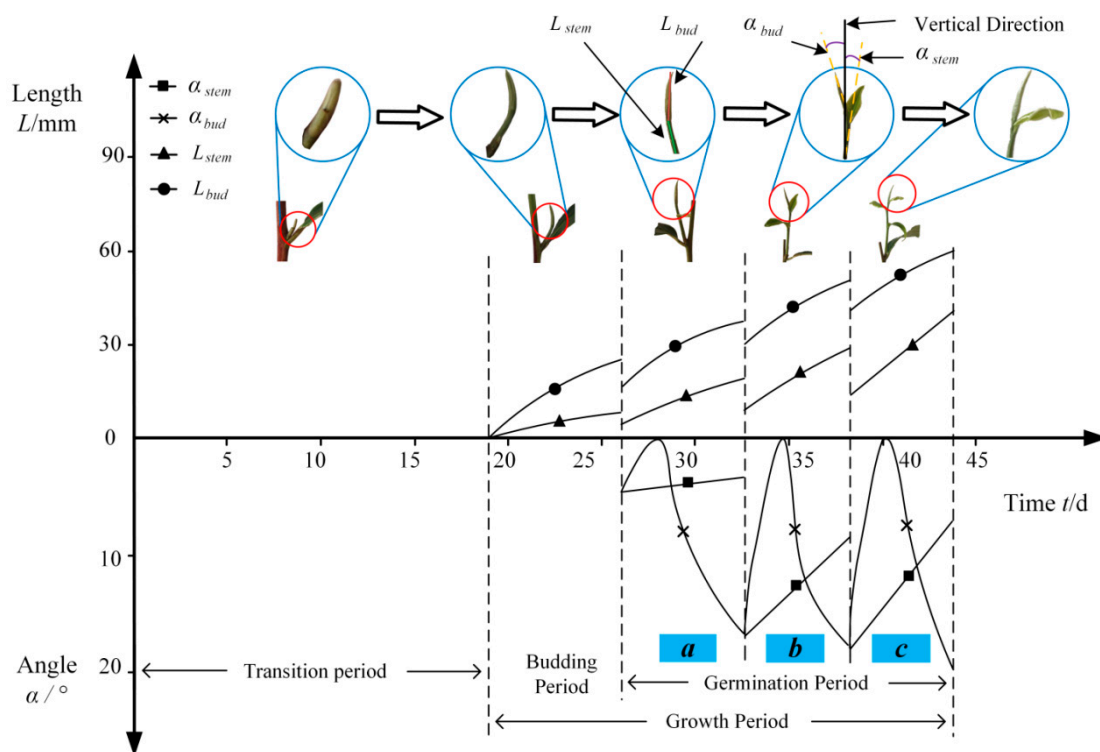 L stem
L bud
α bud
Vertical Direction
α stem
Length
L/mm
α stem
α bud
L stem
L bud
90
60
30
0
5
10
15
20
25
30
35
40
45
Time t/d
10
20
Angle
α / °
a
b
c
Transition period
Budding
Period
Germination Period
Growth Period